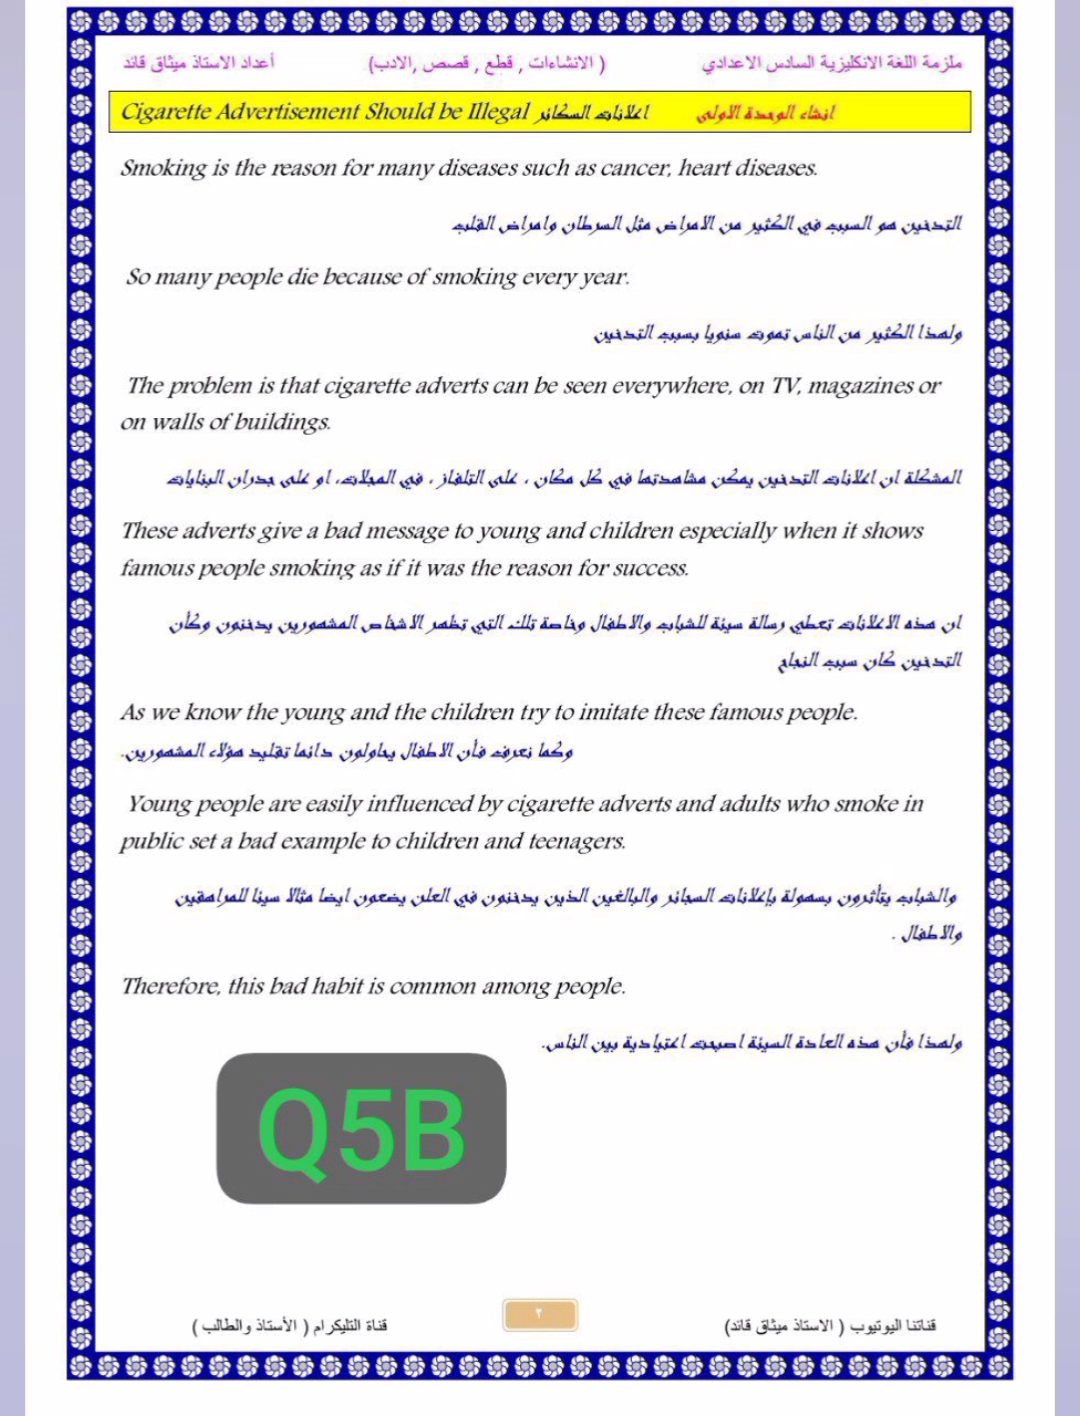 ملزمة اللغة الانكليزية السادس الاعدادي ( الانشاءات , قطع , قصص ,الادب) أعداد الاستاذ ميثاق قائد
Cigarette Advertisement Should be Illegal اعلانات السكائر انشاء الوحدة الاولى
Smoking is the reason for many diseases such as cancer, heart diseases.
التدخين هو السبب في الكثير من الامراض مثل السرطان وامراض القلب
So many people die because of smoking every year.
ولهذا الكثير من الناس تموت سنويا بسبب التدخين
The problem is that cigarette adverts can be seen everywhere, on TV, magazines or
on walls of buildings.
المشكلة ان اعلانات التدخين يمكن مشاهدتها في كل مكان ، على التلفاز ، في المجلات، او على جدران البنايات
These adverts give a bad message to young and children especially when it shows
famous people smoking as if it was the reason for success.
ان هذه الاعلانات تعطي رسالة سيئة للشباب والاطفال وخاصة تلك التي تظهر الاشخاص المشهورين يدخنون وكأن
التدخين كان سبب النجاح
As we know the young and the children try to imitate these famous people.
وكما نعرف فأن الاطفال يحاولون دائما تقليد هؤلاء المشهورين.
Young people are easily influenced by cigarette adverts and adults who smoke in
public set a bad example to children and teenagers.
والشباب يتأثرون بسهولة بإعلانات السجائر والبالغين الذين يدخنون في العلن يضعون ايضا مثالا سيئا للمراهقين
والاطفال .
Therefore, this bad habit is common among people.
ولهذا فأن هذه العادة السيئة اصبحت اعتيادية بين الناس.
Q5B
٢
قناتنا اليوتيوب ( الاستاذ ميثاق قائد) قناة التليكرام ( الأستاذ والطالب )